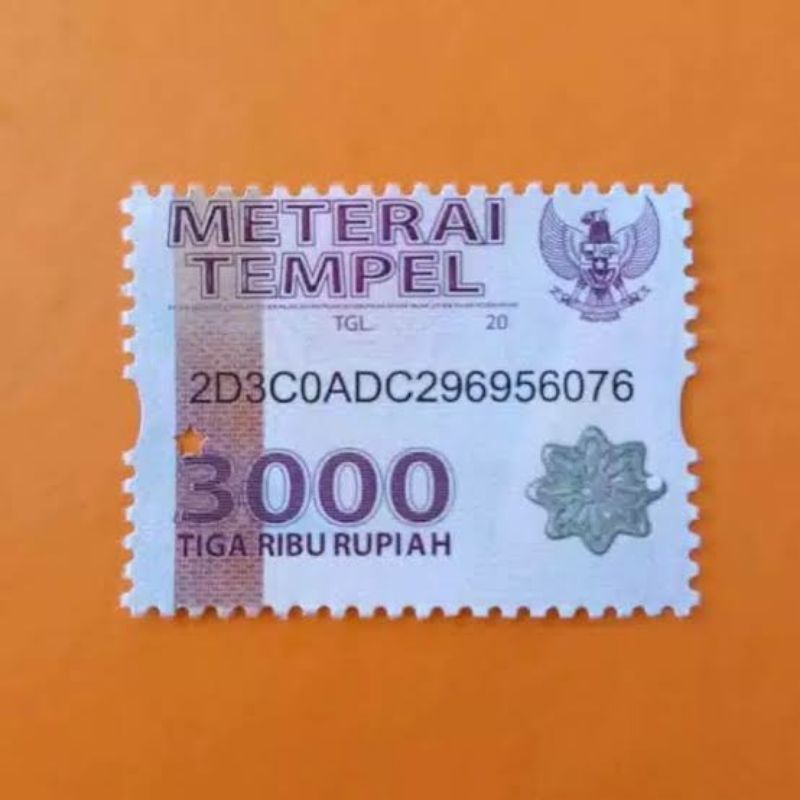 METERAI
TEMPEL
TGL. 20
2D3C0ADC296956076
3000
TIGA RIBU RUPIAH